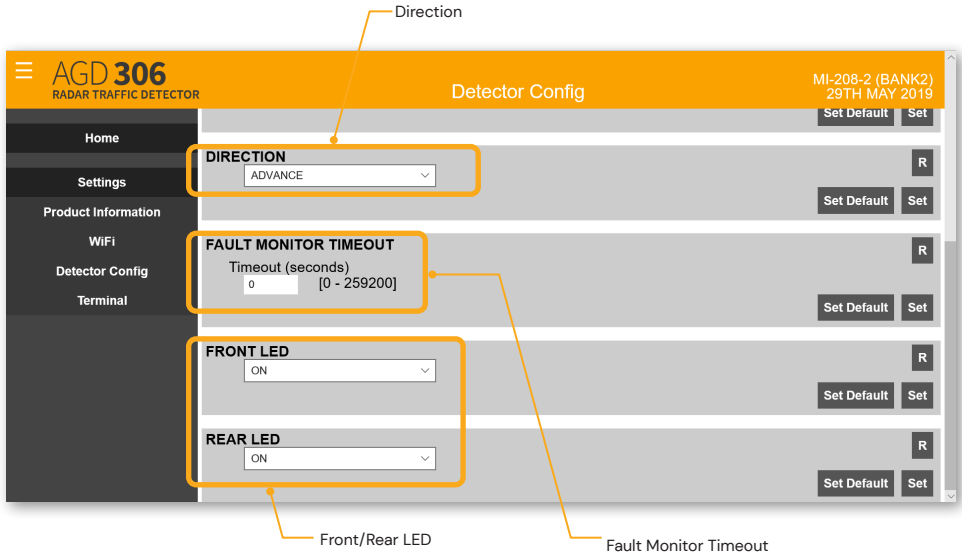 Direction
AGD 306
RADAR TRAFFIC DETECTOR
Detector Config
MI-208-2 (BANK2)
29TH MAY 2019
Set Default Set
Home
Settings
Product Information
WiFi
Detector Config
Terminal
DIRECTION
R
ADVANCE
Set Default Set
FAULT MONITOR TIMEOUT
R
Timeout (seconds)
0 [0 - 259200]
Set Default Set
FRONT LED
R
ON
Set Default Set
REAR LED
R
ON
Set Default Set
Front/Rear LED
Fault Monitor Timeout